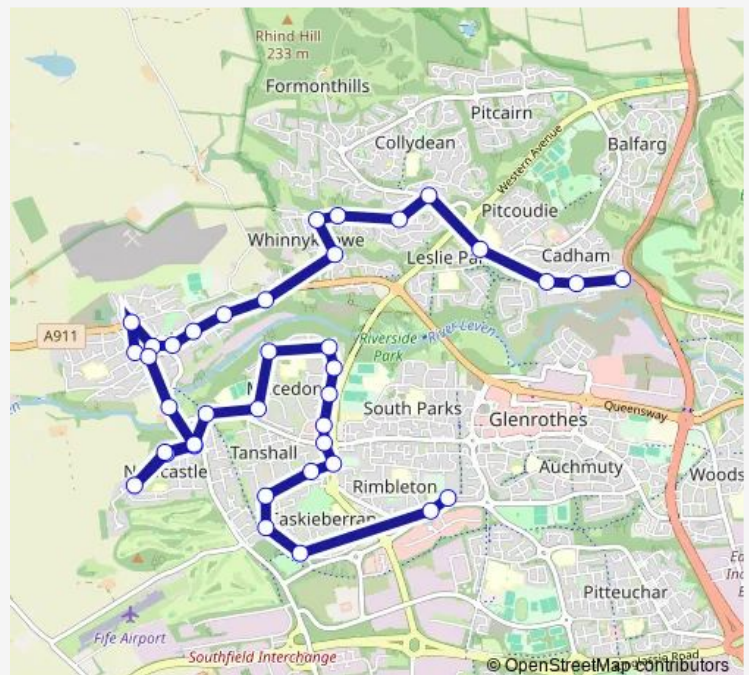 Rhind Hill
233 m
Formonthills
Pitcairn
Collydean
Western Avenue
Balfarg
Pitcoudie
Leslie
Cadham
A911
Riverside
Park
River Leven
South Parks
Glenrothes
Queensway
Tanshall
Auchmuty
Woods
Rimbleton
Pitteuchar
Fife Airport
Southfield Interchange
© OpenStreetMap contributors